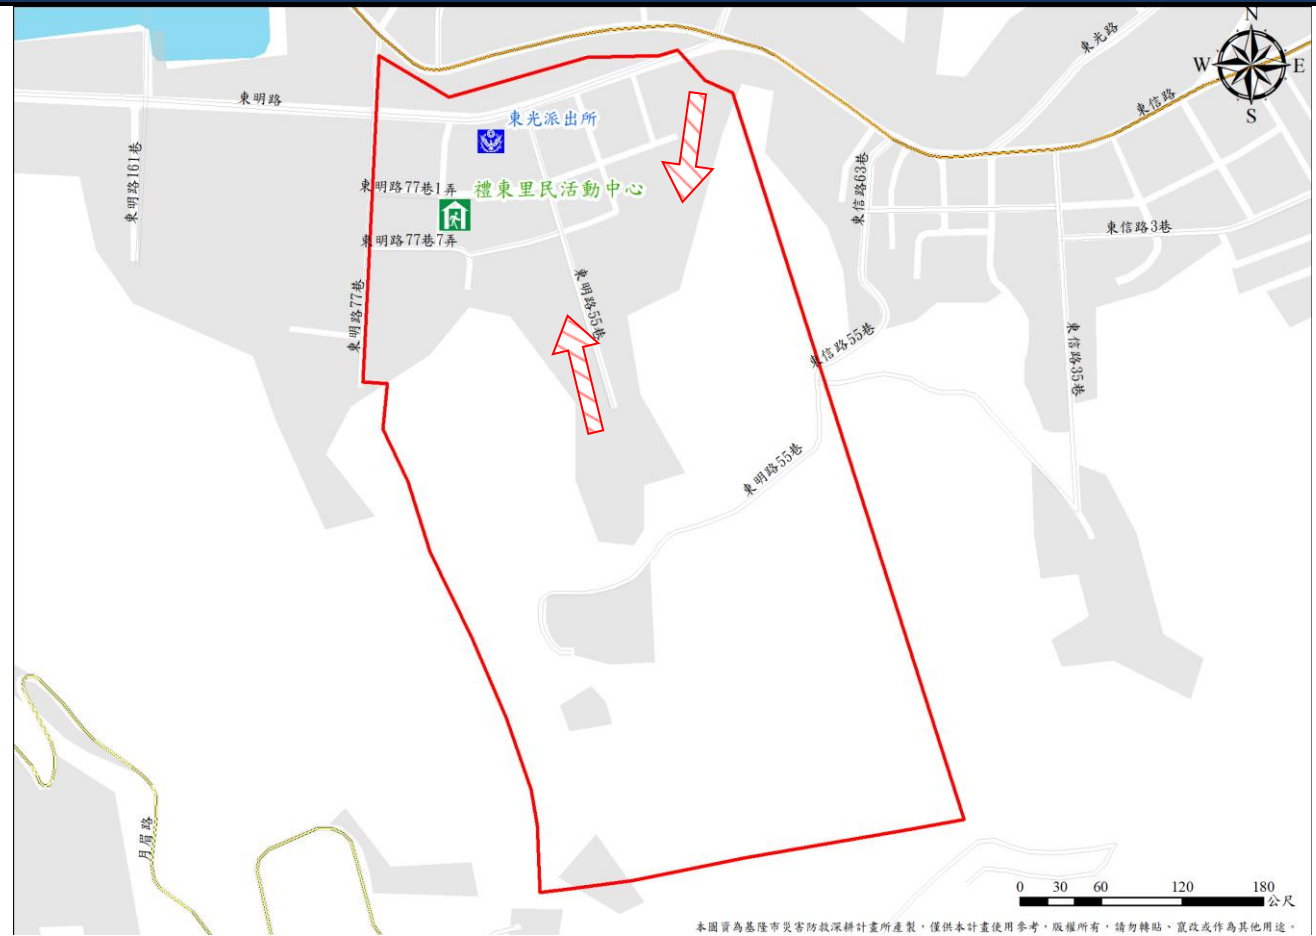 N
W
E
S
東光路
東信路
東明路
東光派出所
東明路161巷
東明路77巷1弄
禮東里民活動中心
東信路63巷
東明路77巷7弄
東信路3巷
東明路77巷
東明路55巷
東信路55巷
東信路35巷
東明路55巷
月眉路
0 30 60 120 180
公尺
本圖資為基隆市災害防救深耕計畫所產製，僅供本計畫使用參考，版權所有，請勿轉貼、竄改或作為其他用途。